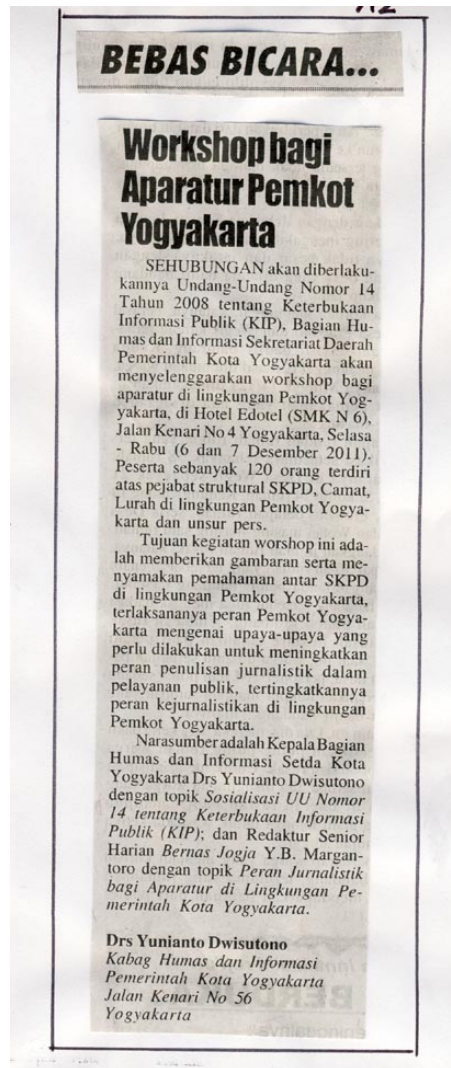 BEBAS BICARA...
Workshop bagi
Aparatur Pemkot
Yogyakarta
SEHUBUNGAN akan diberlaku-
kannya Undang-Undang Nomor 14
Tahun 2008 tentang Keterbukaan
Informasi Publik (KIP), Bagian Hu-
mas dan Informasi Sekretariat Daerah
Pemerintah Kota Yogyakarta akan
menyelenggarakan workshop bagi
aparatur di lingkungan Pemkot Yog-
yakarta, di Hotel Edotel (SMK N 6),
Jalan Kenari No 4 Yogyakarta, Selasa
- Rabu (6 dan 7 Desember 2011).
Peserta sebanyak 120 orang terdiri
atas pejabat struktural SKPD, Camat,
Lurah di lingkungan Pemkot Yogya-
karta dan unsur pers.
Tujuan kegiatan worshop ini ada-
lah memberikan gambaran serta me-
nyamakan pemahaman antar SKPD
di lingkungan Pemkot Yogyakarta,
terlaksananya peran Pemkot Yogya-
karta mengenai upaya-upaya yang
perlu dilakukan untuk meningkatkan
peran penulisan jurnalistik dalam
pelayanan publik, tertingkatkannya
peran kejurnalistikan di lingkungan
Pemkot Yogyakarta.
Narasumber adalah Kepala Bagian
Humas dan Informasi Setda Kota
Yogyakarta Drs Yunianto Dwisutono
dengan topik Sosialisasi UU Nomor
14 tentang Keterbukaan Informasi
Publik (KIP); dan Redaktur Senior
Harian Bernas Jogja Y.B. Margan-
toro dengan topik Peran Jurnalistik
bagi Aparatur di Lingkungan Pe-
merintah Kota Yogyakarta.
Drs Yunianto Dwisutono
Kabag Humas dan Informasi
Pemerintah Kota Yogyakarta
Jalan Kenari No 56
Yogyakarta